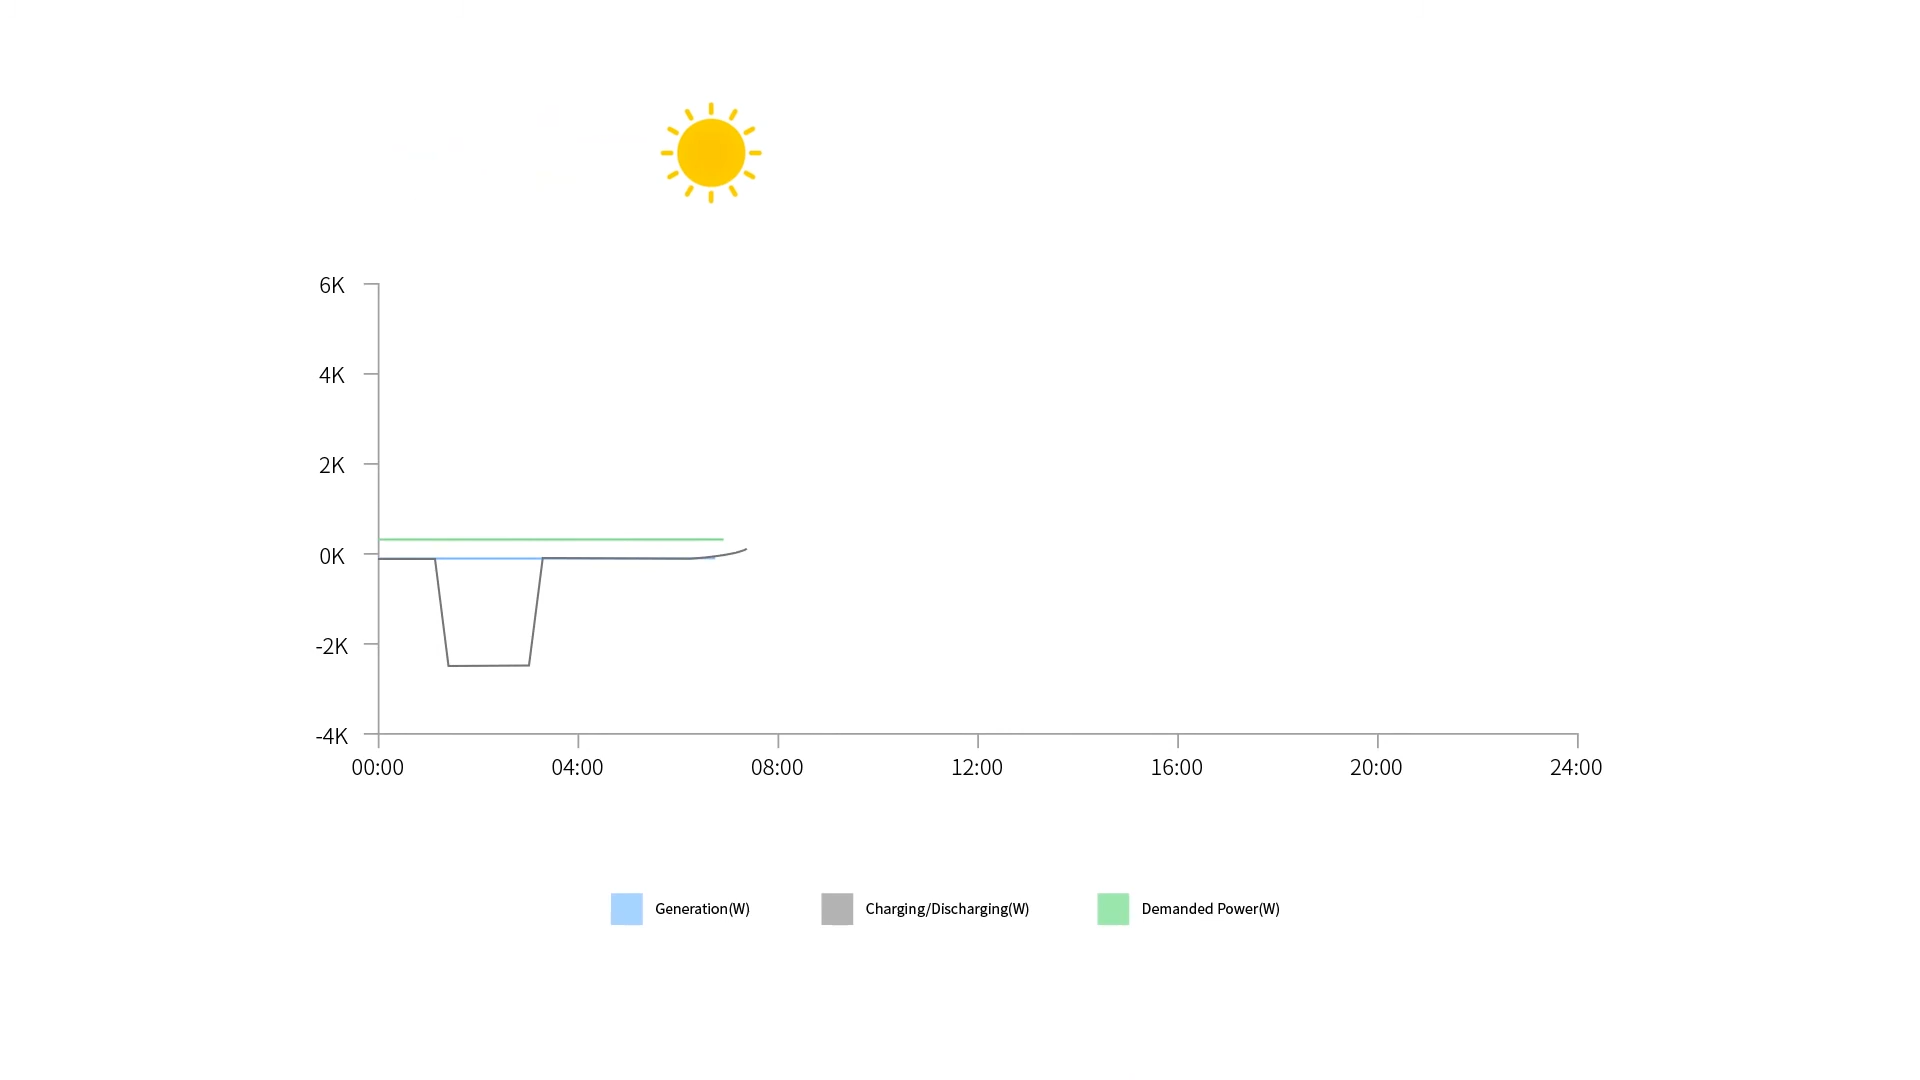 6K
4K
2K
0K
-2K
-4K
00:00 04:00 08:00 12:00 16:00 20:00 24:00
Generation(W) Charging/Discharging(W) Demanded Power(W)